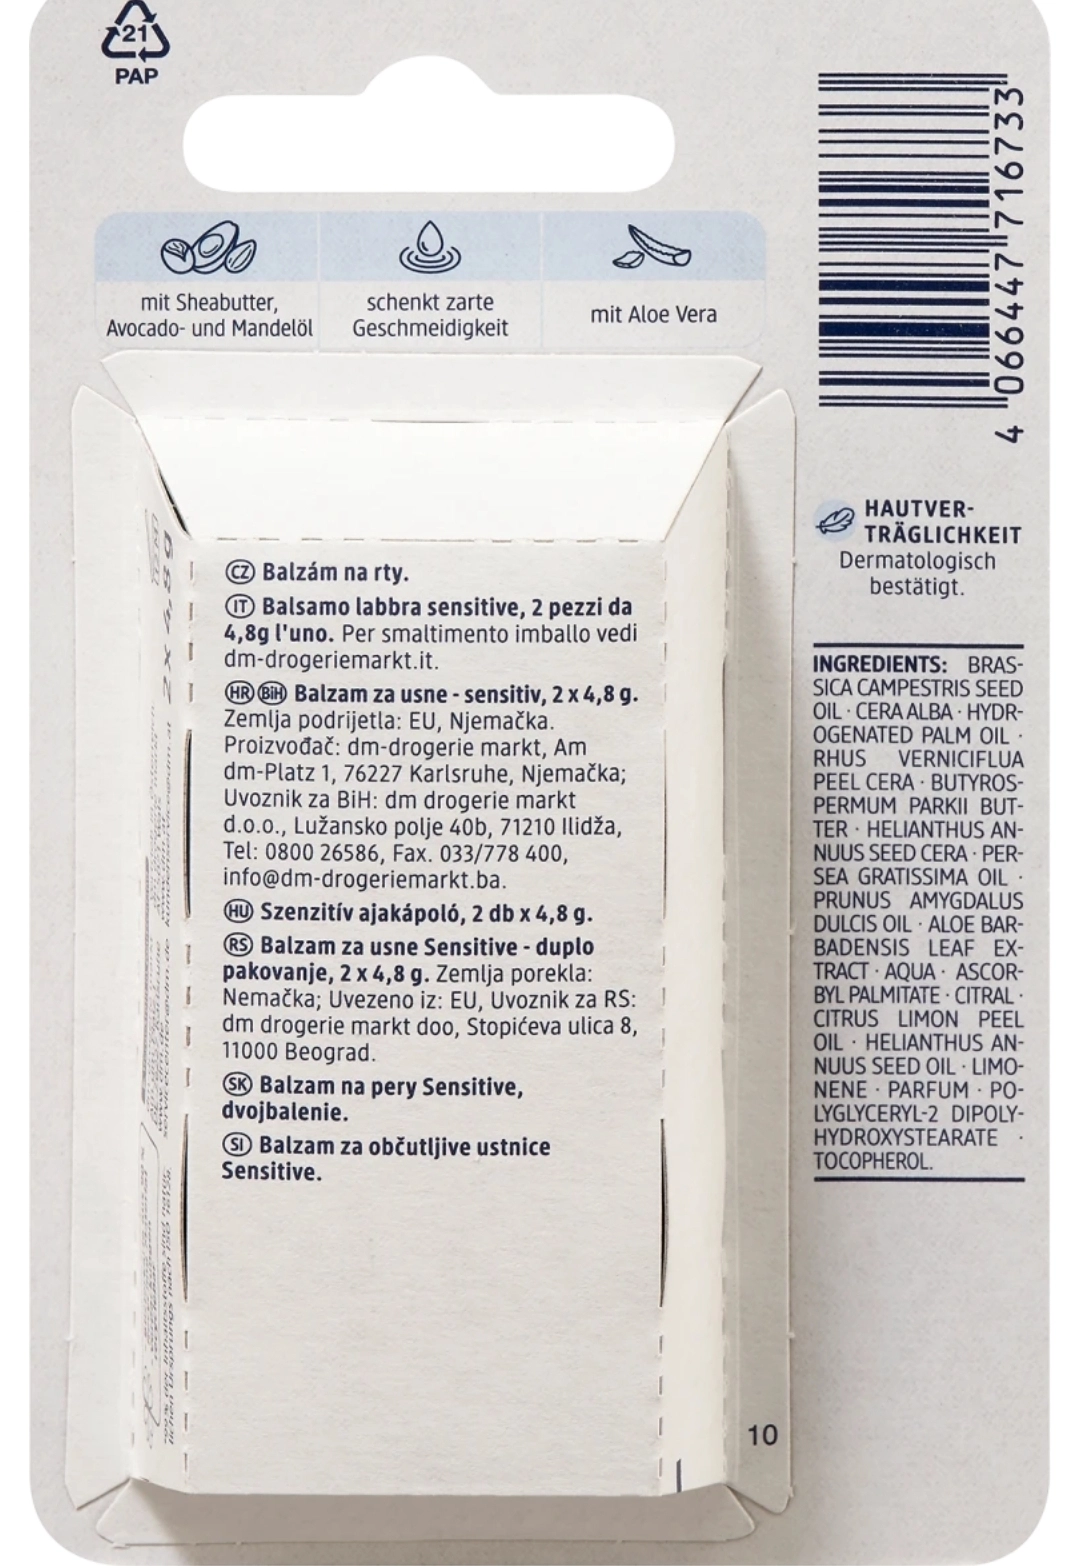 21
PAP
mit Sheabutter,
Avocado- und Mandelöl
schenkt zarte
Geschmeidigkeit
mit Aloe Vera
4 066447 716733
HAUTVER-
TRÄGLICHKEIT
Dermatologisch
bestätigt.
CZ Balzám na rty.
IT Balsamo labbra sensitive, 2 pezzi da
4,8g l'uno. Per smaltimento imballo vedi
dm-drogeriemarkt.it.
HR BiH Balzam za usne - sensitiv, 2 x 4,8 g.
Zemlja podrijetla: EU, Njemačka.
Proizvođač: dm-drogerie markt, Am
dm-Platz 1, 76227 Karlsruhe, Njemačka;
Uvoznik za BiH: dm drogerie markt
d.o.o., Lužansko polje 40b, 71210 Ilidža,
Tel: 0800 26586, Fax. 033/778 400,
info@dm-drogeriemarkt.ba.
HU Szenzitív ajakápoló, 2 db x 4,8 g.
RS Balzam za usne Sensitive - duplo
pakovanje, 2 x 4,8 g. Zemlja porekla:
Nemačka; Uvezeno iz: EU, Uvoznik za RS:
dm drogerie markt doo, Stopićeva ulica 8,
11000 Beograd.
SK Balzam na pery Sensitive,
dvojbalenie.
SI Balzam za občutljive ustnice
Sensitive.
INGREDIENTS: BRAS-
SICA CAMPESTRIS SEED
OIL · CERA ALBA · HYDR-
OGENATED PALM OIL ·
RHUS VERNICIFLUA
PEEL CERA · BUTYROS-
PERMUM PARKII BUT-
TER · HELIANTHUS AN-
NUUS SEED CERA · PER-
SEA GRATISSIMA OIL ·
PRUNUS AMYGDALUS
DULCIS OIL · ALOE BAR-
BADENSIS LEAF EX-
TRACT · AQUA · ASCOR-
BYL PALMITATE · CITRAL ·
CITRUS LIMON PEEL
OIL · HELIANTHUS AN-
NUUS SEED OIL · LIMO-
NENE · PARFUM · PO-
LYGLYCERYL-2 DIPOLY-
HYDROXYSTEARATE ·
TOCOPHEROL.
10